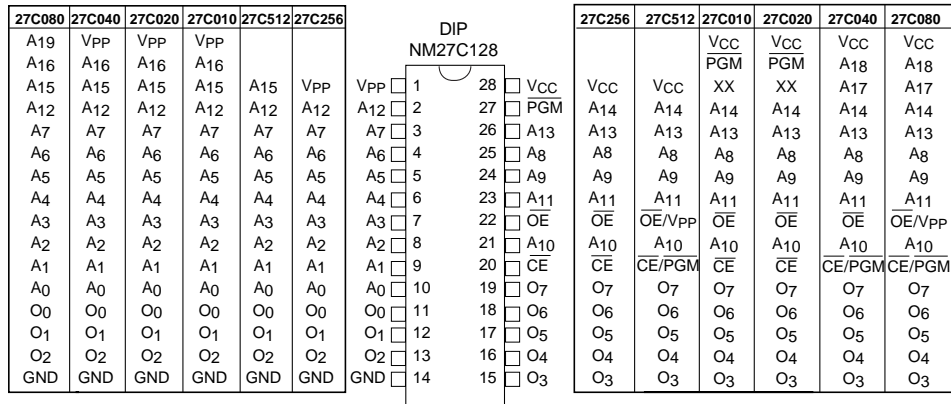 27C080 27C040 27C020 27C010 27C512 27C256 DIP 27C256 27C512 27C010 27C020 27C040 27C080
NM27C128
A19 VPP VPP VPP VCC VCC VCC VCC
A16 A16 A16 A16 PGM PGM A18 A18
A15 A15 A15 A15 A15 VPP VPP 1 28 VCC VCC VCC XX XX A17 A17
A12 A12 A12 A12 A12 A12 A12 2 27 PGM A14 A14 A14 A14 A14 A14
A7 A7 A7 A7 A7 A7 A7 3 26 A13 A13 A13 A13 A13 A13 A13
A6 A6 A6 A6 A6 A6 A6 4 25 A8 A8 A8 A8 A8 A8 A8
A5 A5 A5 A5 A5 A5 A5 5 24 A9 A9 A9 A9 A9 A9 A9
A4 A4 A4 A4 A4 A4 A4 6 23 A11 A11 A11 A11 A11 A11 A11
A3 A3 A3 A3 A3 A3 A3 7 22 OE OE OE/VPP OE OE OE OE/VPP
A2 A2 A2 A2 A2 A2 A2 8 21 A10 A10 A10 A10 A10 A10 A10
A1 A1 A1 A1 A1 A1 A1 9 20 CE CE CE/PGM CE CE CE/PGM CE/PGM
A0 A0 A0 A0 A0 A0 A0 10 19 O7 O7 O7 O7 O7 O7 O7
O0 O0 O0 O0 O0 O0 O0 11 18 O6 O6 O6 O6 O6 O6 O6
O1 O1 O1 O1 O1 O1 O1 12 17 O5 O5 O5 O5 O5 O5 O5
O2 O2 O2 O2 O2 O2 O2 13 16 O4 O4 O4 O4 O4 O4 O4
GND GND GND GND GND GND GND 14 15 O3 O3 O3 O3 O3 O3 O3